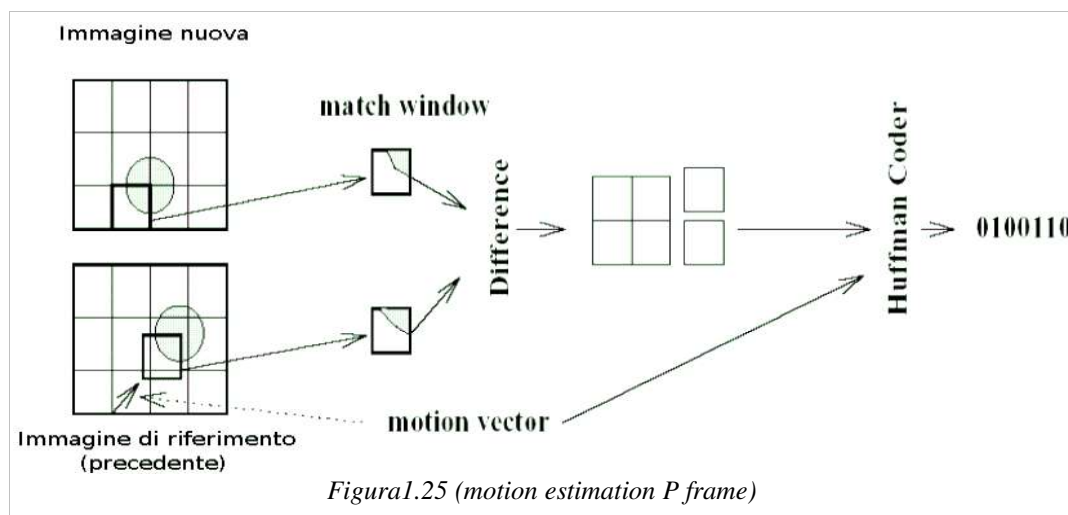 Immagine nuova
match window
Difference
Huffman Coder
0100110
motion vector
Immagine di riferimento
(precedente)
Figura1.25 (motion estimation P frame)